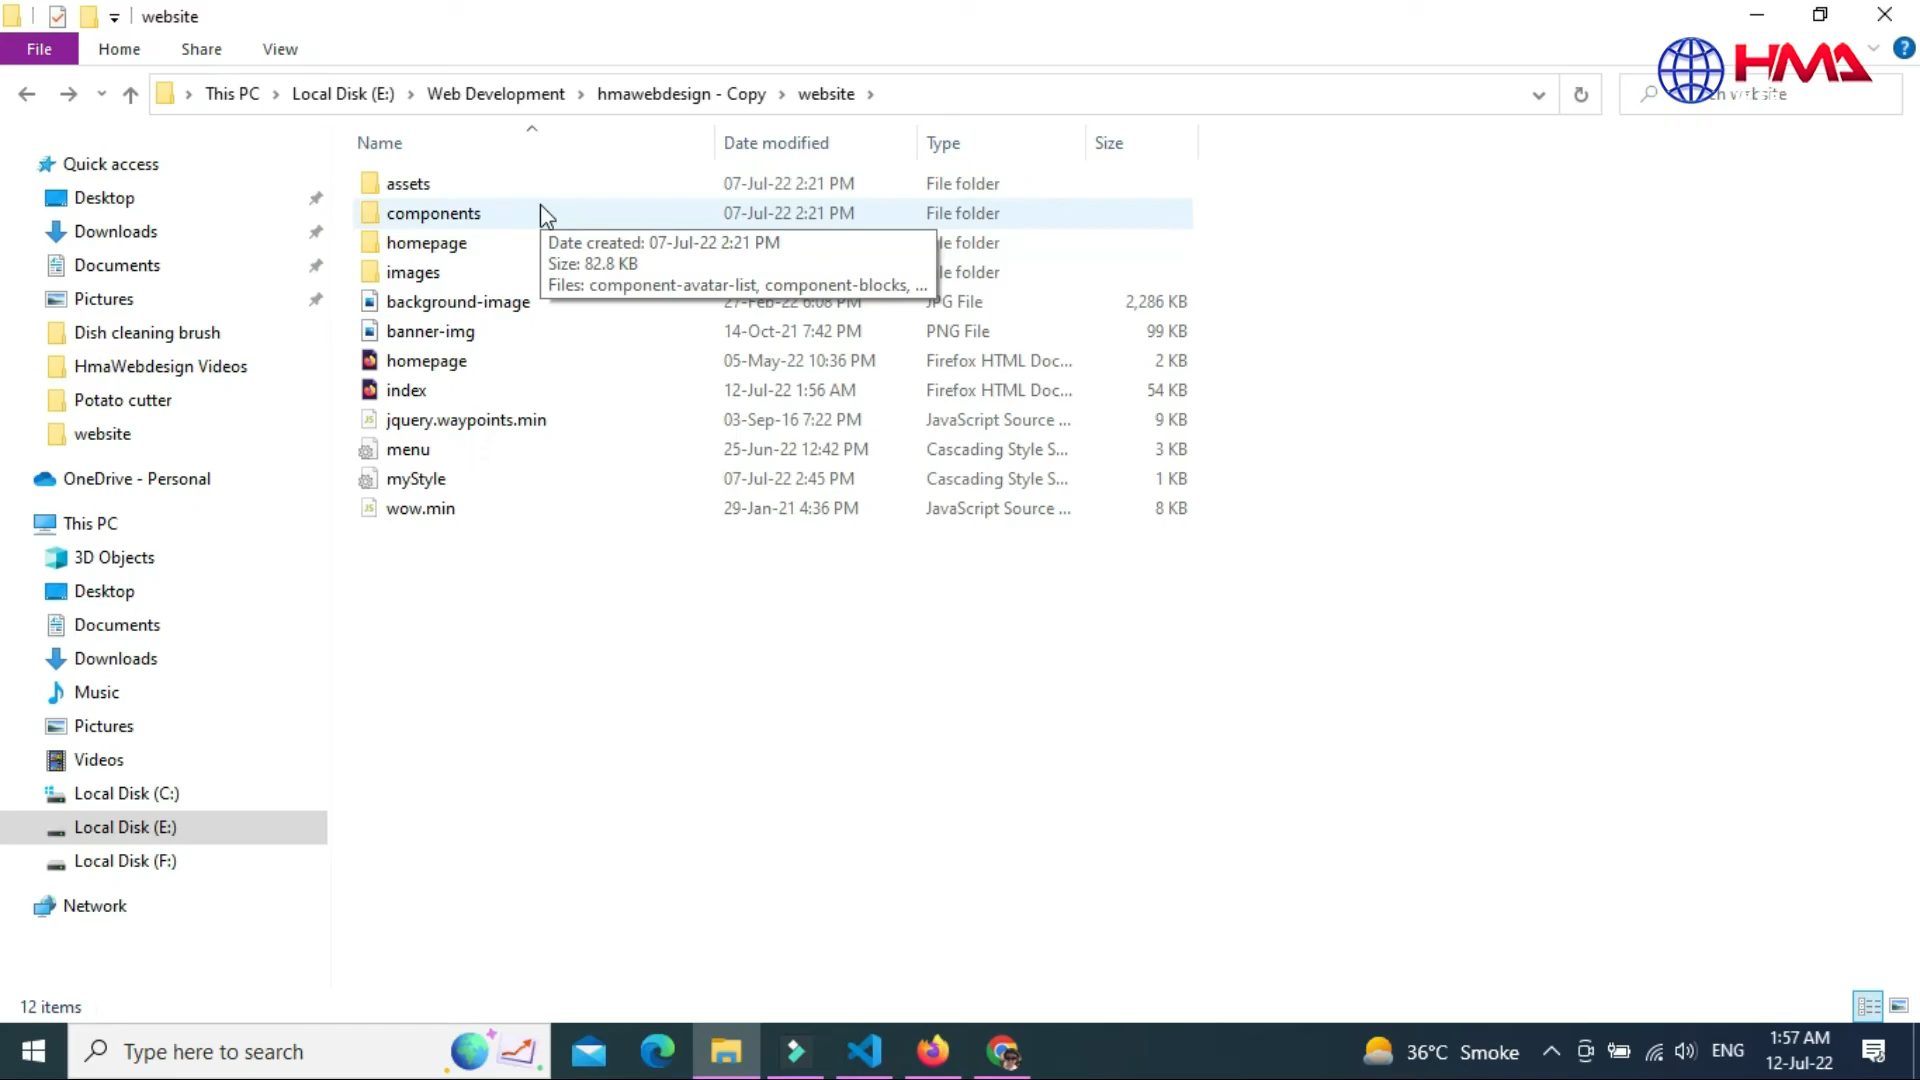 website
File Home Share View
HMA
This PC Local Disk (E:) Web Development hmawebdesign - Copy website
Name Date modified Type Size
Quick access
Desktop
Downloads
Documents
Pictures
Dish cleaning brush
HmaWebdesign Videos
Potato cutter
website
OneDrive - Personal
This PC
3D Objects
Desktop
Documents
Downloads
Music
Pictures
Videos
Local Disk (C:)
Local Disk (E:)
Local Disk (F:)
Network
assets 07-Jul-22 2:21 PM File folder
components 07-Jul-22 2:21 PM File folder
homepage
images
Date created: 07-Jul-22 2:21 PM
Size: 82.8 KB
Files: component-avatar-list, component-blocks, ...
background-image 27-Feb-22 6:08 PM JPG File 2,286 KB
banner-img 14-Oct-21 7:42 PM PNG File 99 KB
homepage 05-May-22 10:36 PM Firefox HTML Doc... 2 KB
index 12-Jul-22 1:56 AM Firefox HTML Doc... 54 KB
jquery.waypoints.min 03-Sep-16 7:22 PM JavaScript Source ... 9 KB
menu 25-Jun-22 12:42 PM Cascading Style S... 3 KB
myStyle 07-Jul-22 2:45 PM Cascading Style S... 1 KB
wow.min 29-Jan-21 4:36 PM JavaScript Source ... 8 KB
12 items
Type here to search
36°C Smoke
ENG
1:57 AM
12-Jul-22